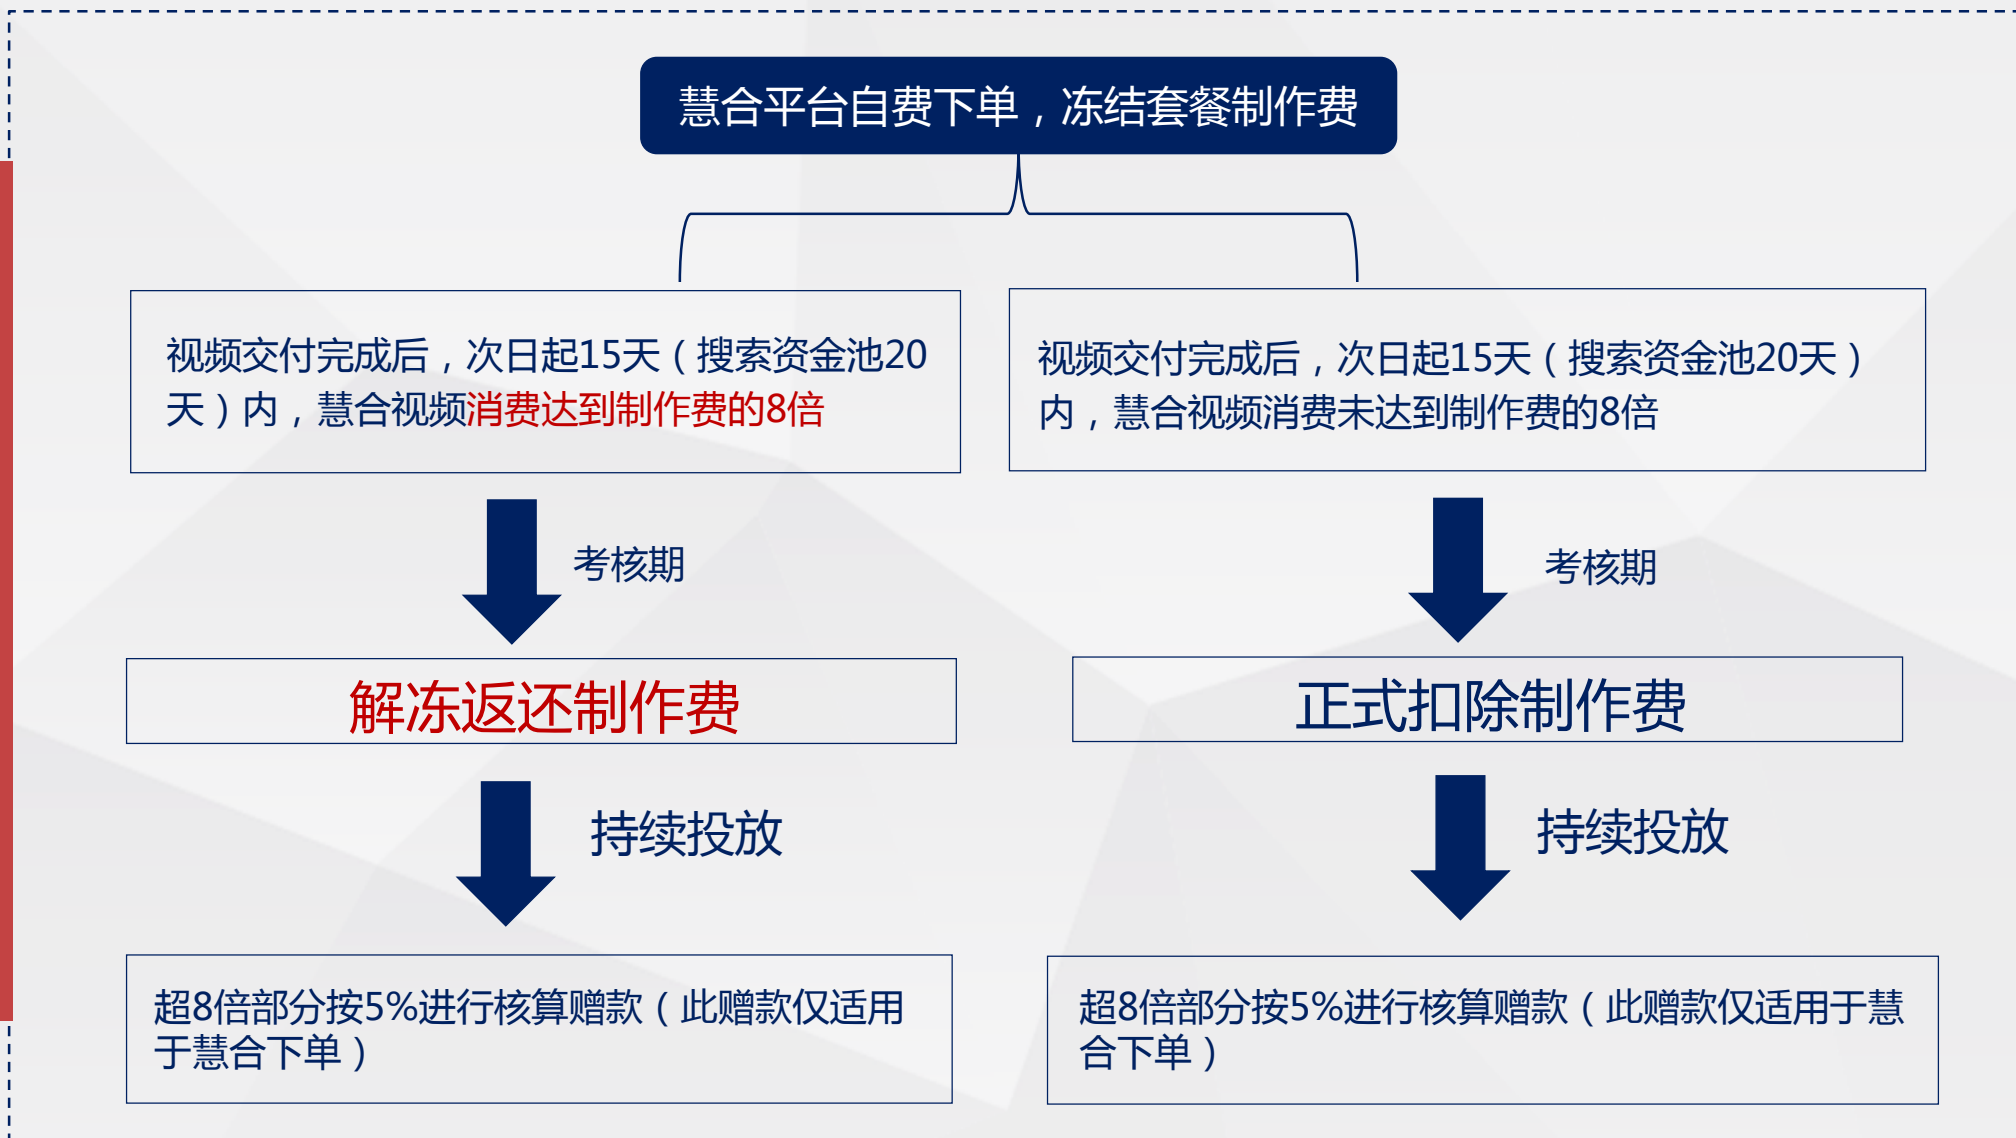 慧合平台自费下单，冻结套餐制作费
视频交付完成后，次日起15天（搜索资金池20
天）内，慧合视频消费达到制作费的8倍
视频交付完成后，次日起15天（搜索资金池20天）
内，慧合视频消费未达到制作费的8倍
考核期
考核期
解冻返还制作费
正式扣除制作费
持续投放
持续投放
超8倍部分按5%进行核算赠款（此赠款仅适用
于慧合下单）
超8倍部分按5%进行核算赠款（此赠款仅适用于慧
合下单）